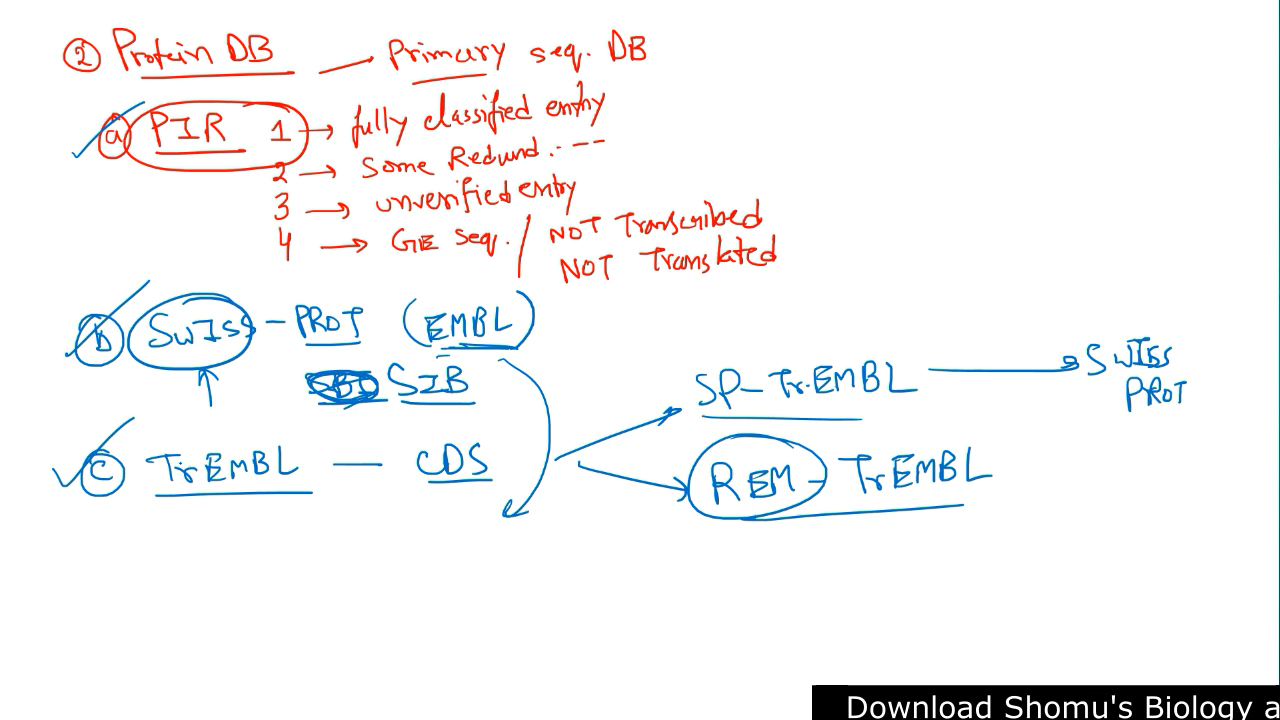 ② Protein DB Primary seq. DB
ⓐ PIR 1 → fully classified entry
2 → Some Redund.---
3 → unverified entry
4 → GE seq. / NOT Transcribed
NOT Translated
ⓑ SWISS - PROT (EMBL)
SIB
SP-Tr.EMBL → SWISS
PROT
ⓒ TrEMBL — CDS
REM - TrEMBL
Download Shomu's Biology a